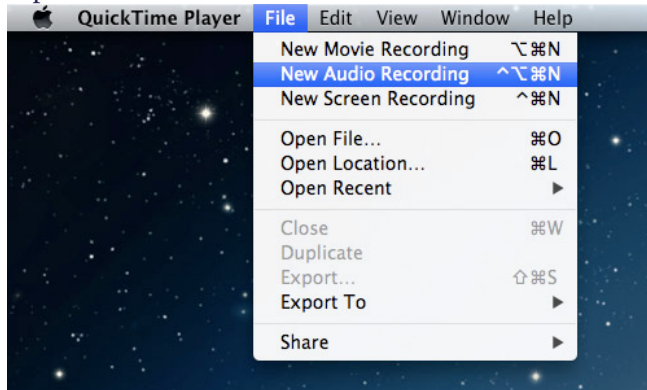 QuickTime Player File Edit View Window Help
New Movie Recording ⌥⌘N
New Audio Recording ^⌥⌘N
New Screen Recording ^⌘N
Open File... ⌘O
Open Location... ⌘L
Open Recent ▶
Close ⌘W
Duplicate
Export... ⇧⌘S
Export To ▶
Share ▶